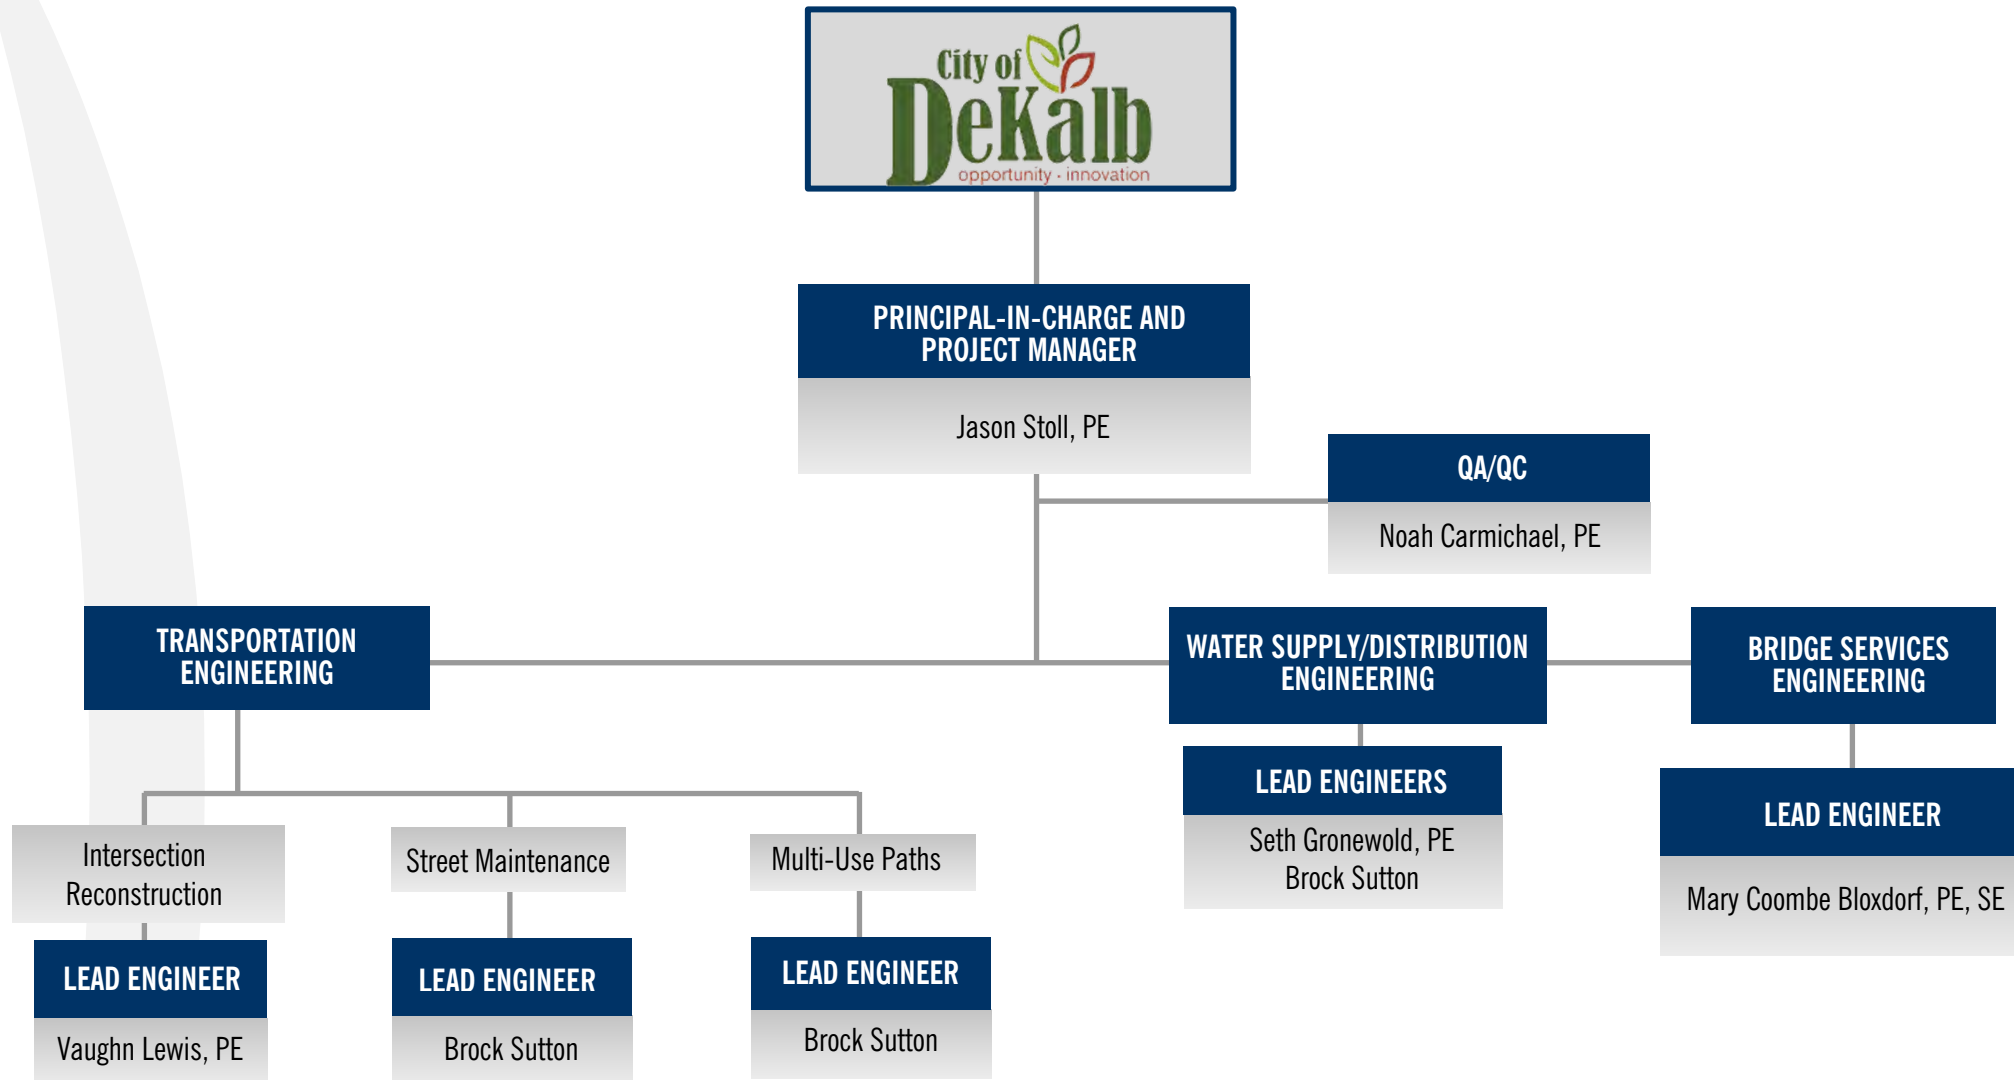 City of
DeKalb
opportunity - innovation
PRINCIPAL-IN-CHARGE AND
PROJECT MANAGER
Jason Stoll, PE
QA/QC
Noah Carmichael, PE
TRANSPORTATION
ENGINEERING
WATER SUPPLY/DISTRIBUTION
ENGINEERING
BRIDGE SERVICES
ENGINEERING
Intersection
Reconstruction
LEAD ENGINEER
Vaughn Lewis, PE
Street Maintenance
LEAD ENGINEER
Brock Sutton
Multi-Use Paths
LEAD ENGINEER
Brock Sutton
LEAD ENGINEERS
Seth Gronewold, PE
Brock Sutton
LEAD ENGINEER
Mary Coombe Bloxdorf, PE, SE